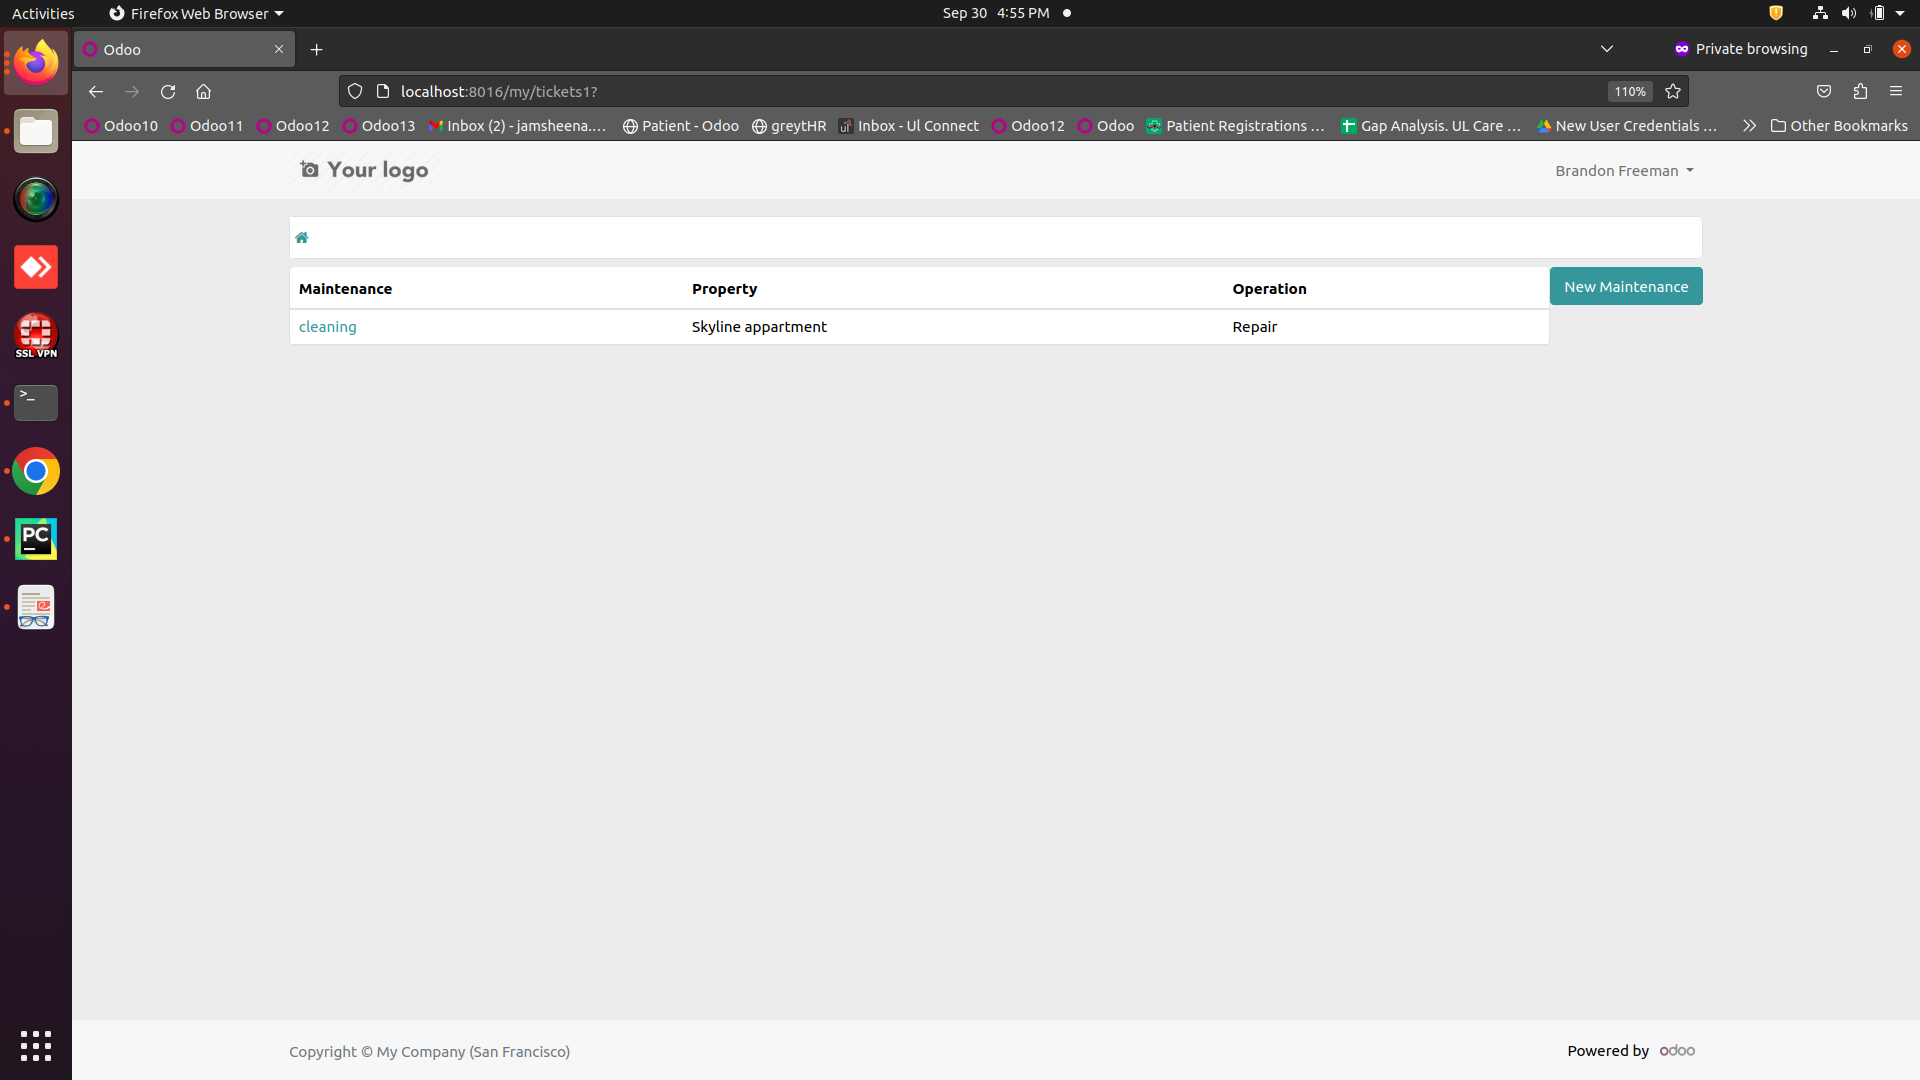 Activities Firefox Web Browser Sep 30 4:55 PM
Odoo Private browsing
localhost:8016/my/tickets1? 110%
Odoo10 Odoo11 Odoo12 Odoo13 Inbox (2) - jamsheena.... Patient - Odoo greytHR Inbox - Ul Connect Odoo12 Odoo Patient Registrations ... Gap Analysis. UL Care ... New User Credentials ... Other Bookmarks
Your logo Brandon Freeman
Maintenance Property Operation New Maintenance
cleaning Skyline appartment Repair
SSL VPN
>_
PC
Copyright © My Company (San Francisco) Powered by odoo